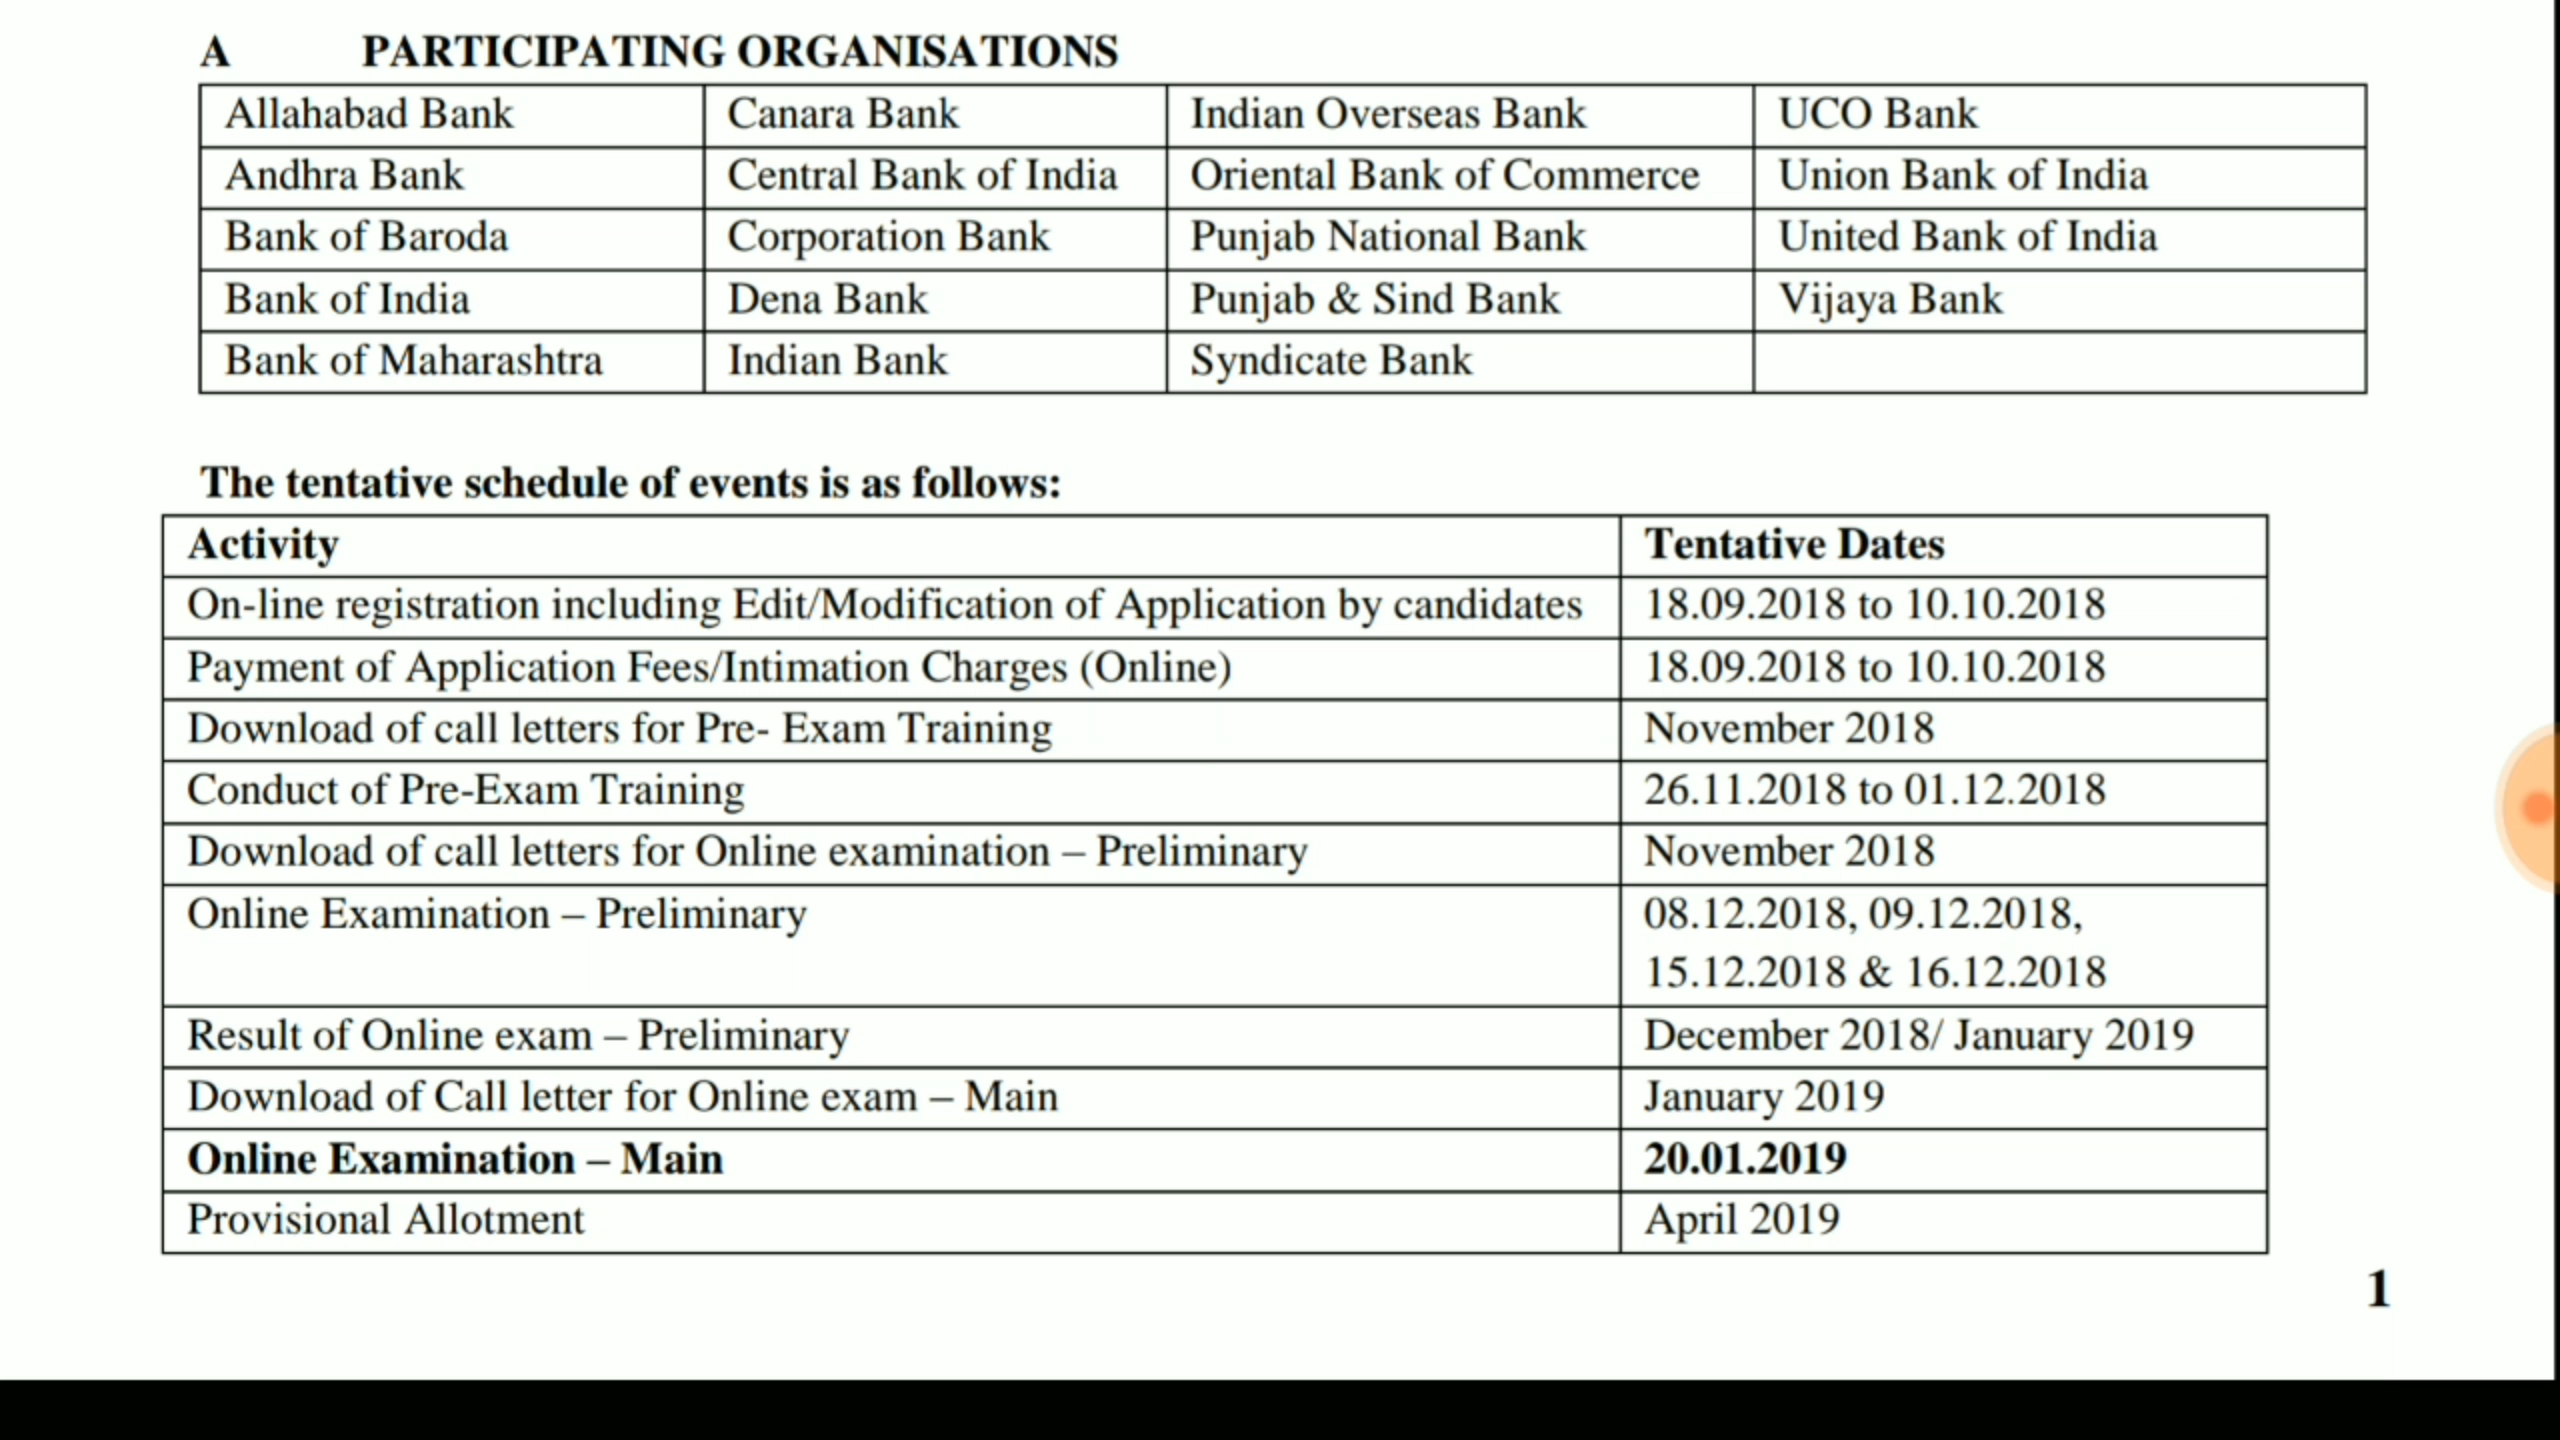 A PARTICIPATING ORGANISATIONS
Allahabad Bank Canara Bank Indian Overseas Bank UCO Bank
Andhra Bank Central Bank of India Oriental Bank of Commerce Union Bank of India
Bank of Baroda Corporation Bank Punjab National Bank United Bank of India
Bank of India Dena Bank Punjab & Sind Bank Vijaya Bank
Bank of Maharashtra Indian Bank Syndicate Bank
The tentative schedule of events is as follows:
Activity Tentative Dates
On-line registration including Edit/Modification of Application by candidates 18.09.2018 to 10.10.2018
Payment of Application Fees/Intimation Charges (Online) 18.09.2018 to 10.10.2018
Download of call letters for Pre- Exam Training November 2018
Conduct of Pre-Exam Training 26.11.2018 to 01.12.2018
Download of call letters for Online examination – Preliminary November 2018
Online Examination – Preliminary 08.12.2018, 09.12.2018,
15.12.2018 & 16.12.2018
Result of Online exam – Preliminary December 2018/ January 2019
Download of Call letter for Online exam – Main January 2019
Online Examination – Main 20.01.2019
Provisional Allotment April 2019
1